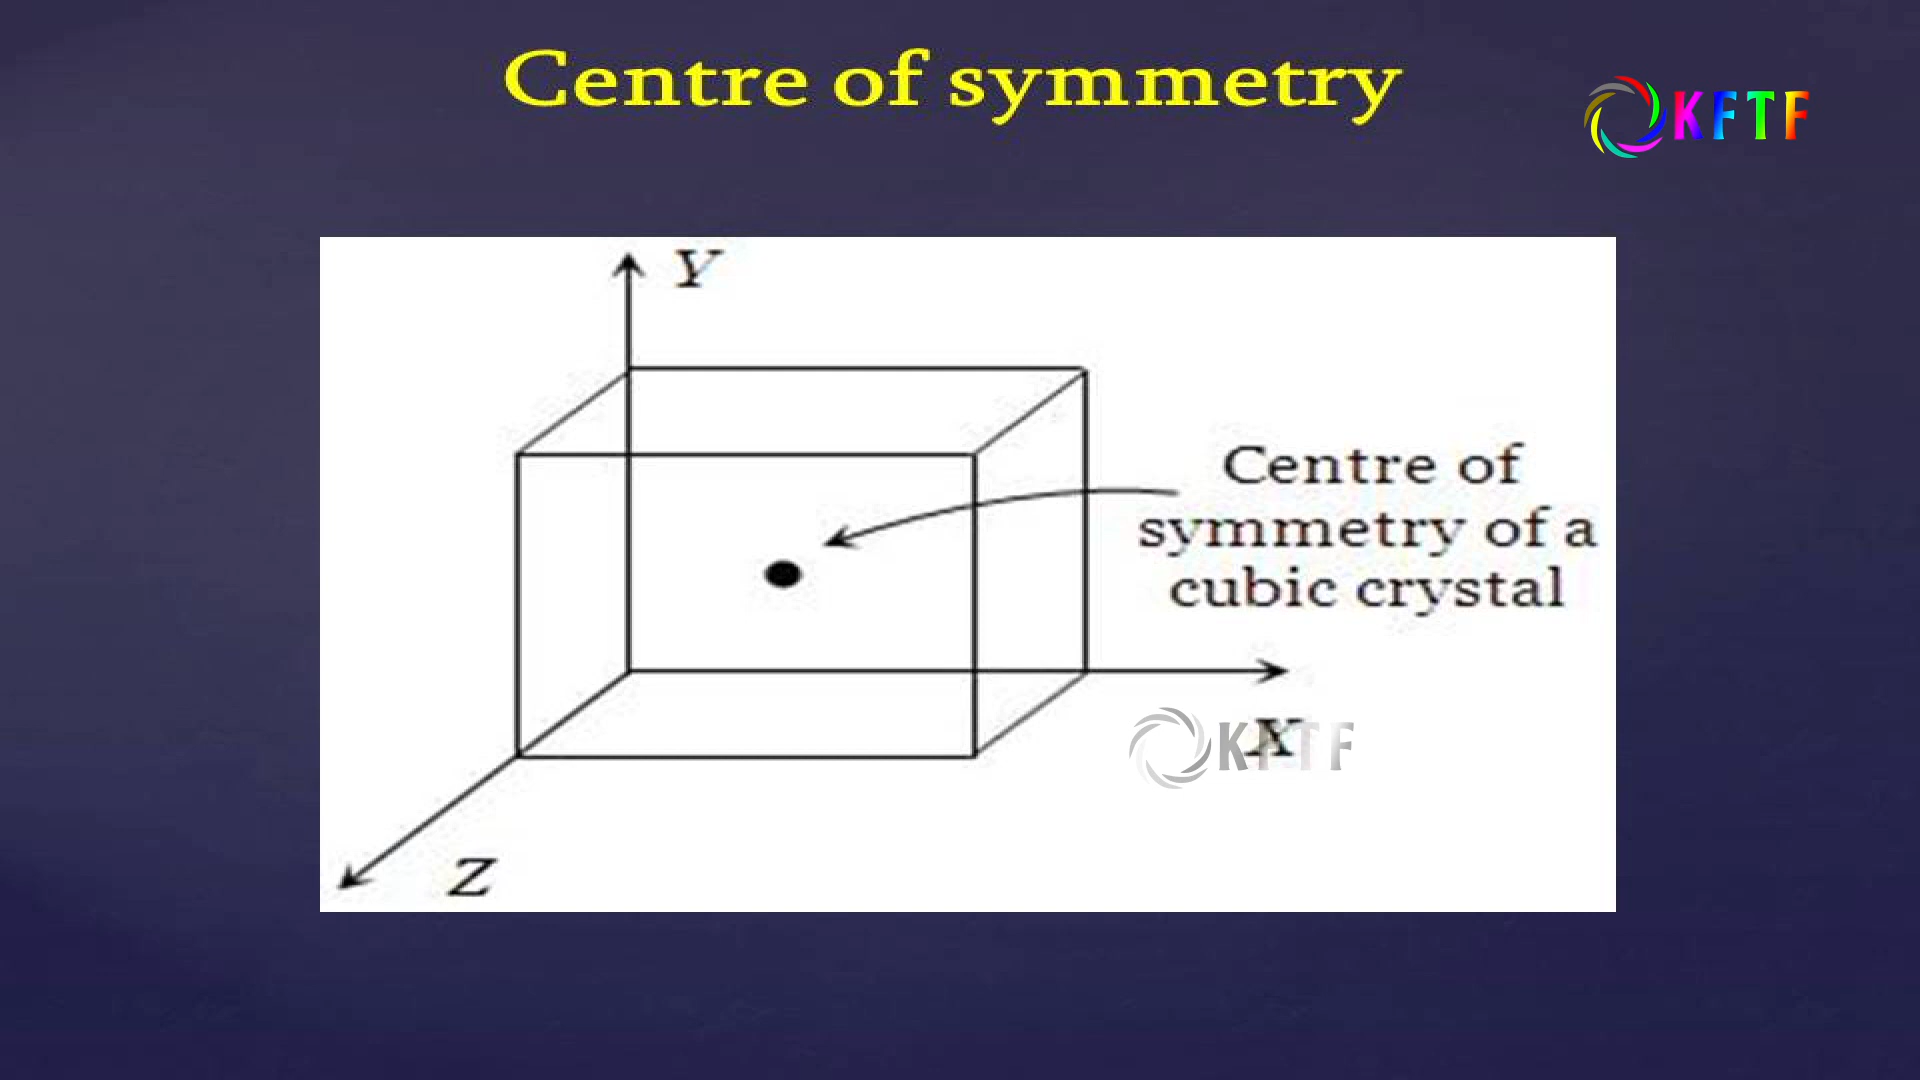 Centre of symmetry
KFTF
Y
Centre of
symmetry of a
cubic crystal
X
KFTF
Z